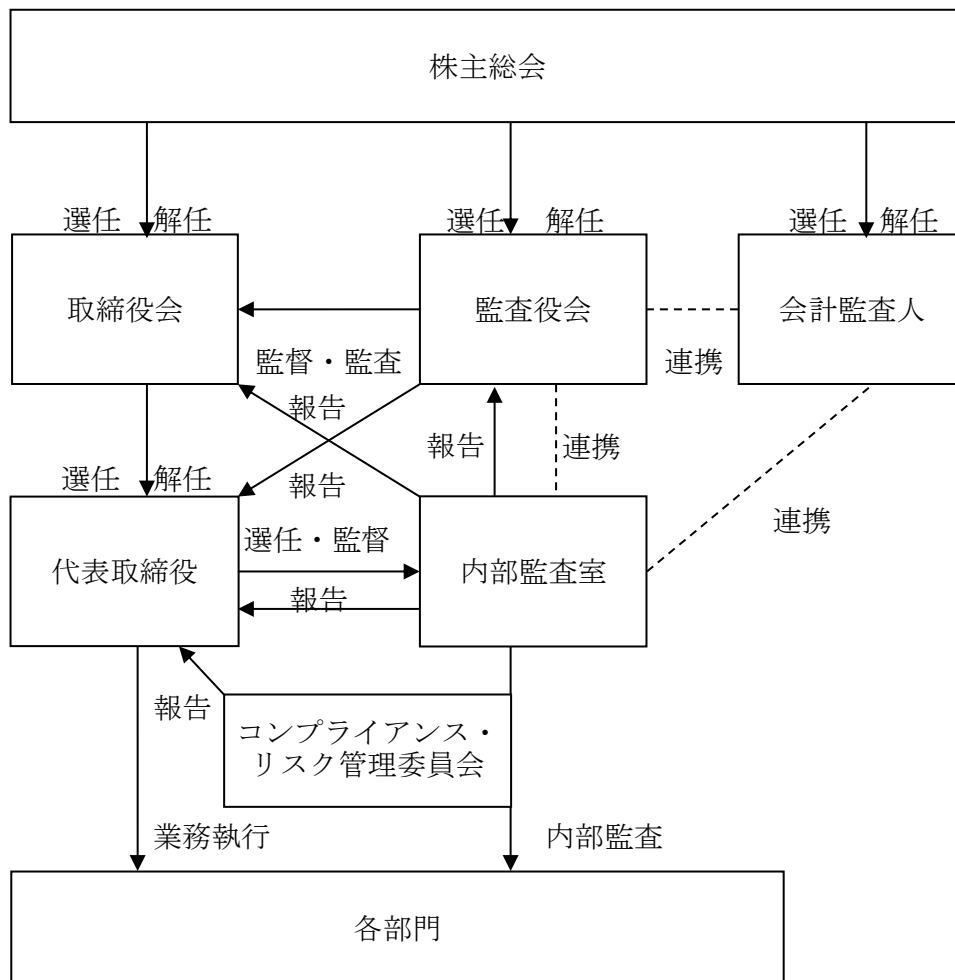 株主総会
選任 解任
選任 解任
選任 解任
取締役会
監査役会
会計監査人
監督・監査
連携
報告
報告
連携
選任 解任
報告
連携
選任・監督
代表取締役
内部監査室
報告
報告
コンプライアンス・
リスク管理委員会
業務執行
内部監査
各部門